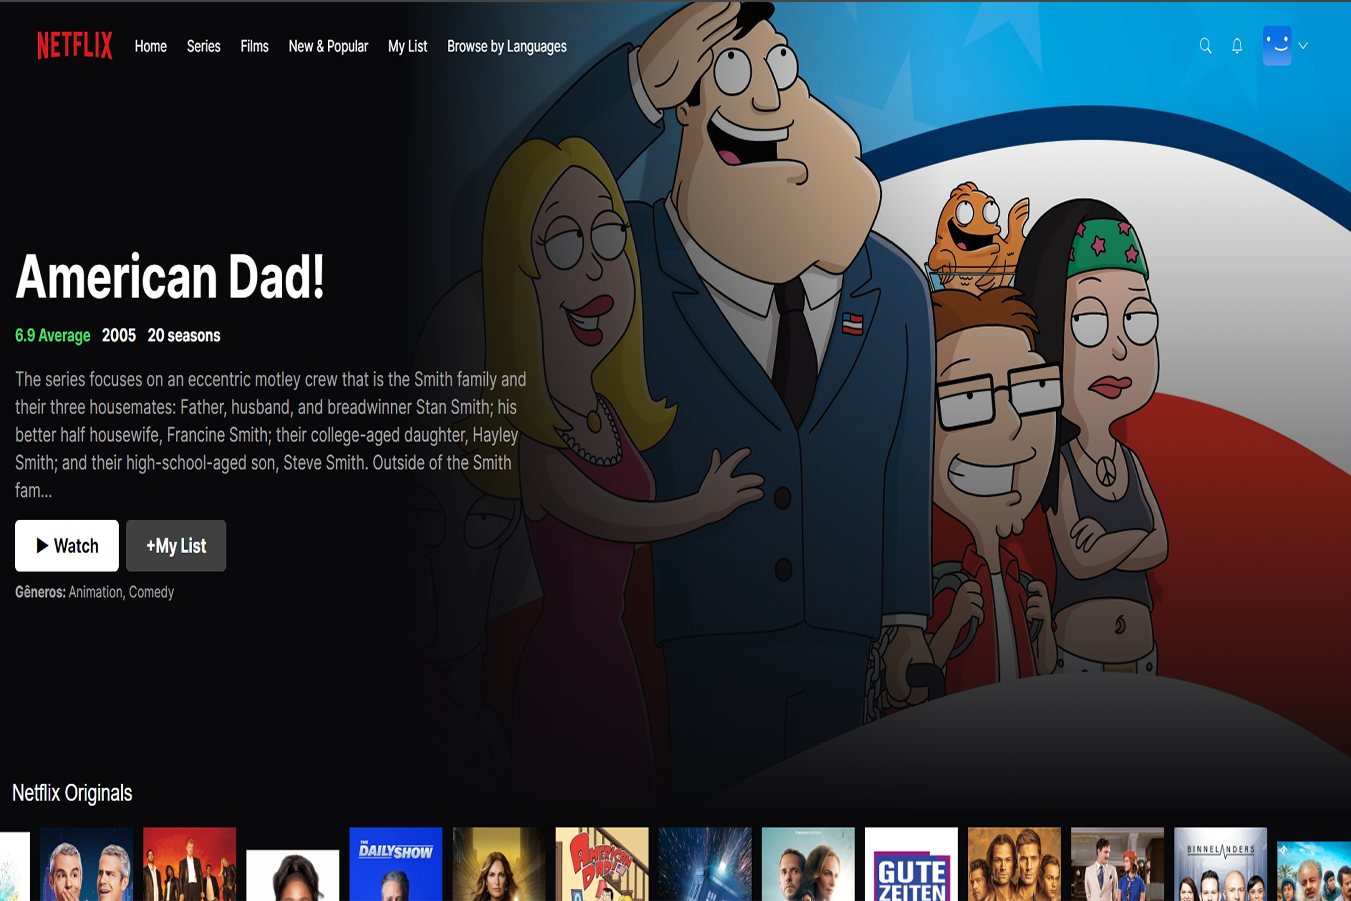 NETFLIX Home Series Films New & Popular My List Browse by Languages
American Dad!
6.9 Average 2005 20 seasons
The series focuses on an eccentric motley crew that is the Smith family and
their three housemates: Father, husband, and breadwinner Stan Smith; his
better half housewife, Francine Smith; their college-aged daughter, Hayley
Smith; and their high-school-aged son, Steve Smith. Outside of the Smith
fam...
Watch +My List
Gêneros: Animation, Comedy
Netflix Originals
THE
DAILYSHOW
AMERICAN
DAD!
GUTE
ZEITEN
BINNELANDERS